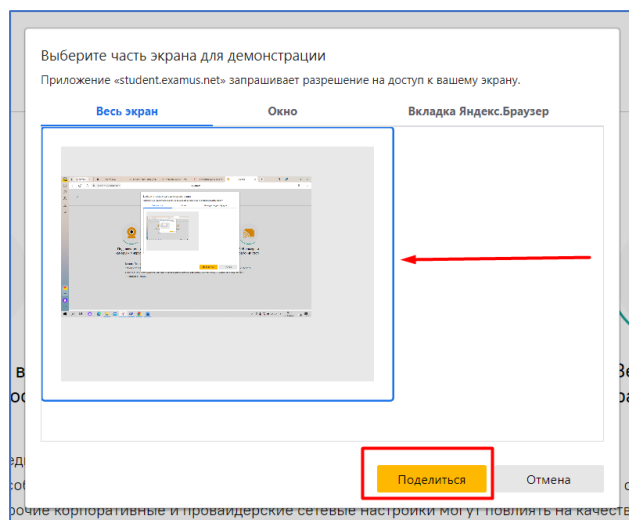 Выберите часть экрана для демонстрации
Приложение «student.examus.net» запрашивает разрешение на доступ к вашему экрану.
Весь экран Окно Вкладка Яндекс.Браузер
Поделиться Отмена
рочие корпоративные и провайдерские сетевые настройки могут повлиять на качеств